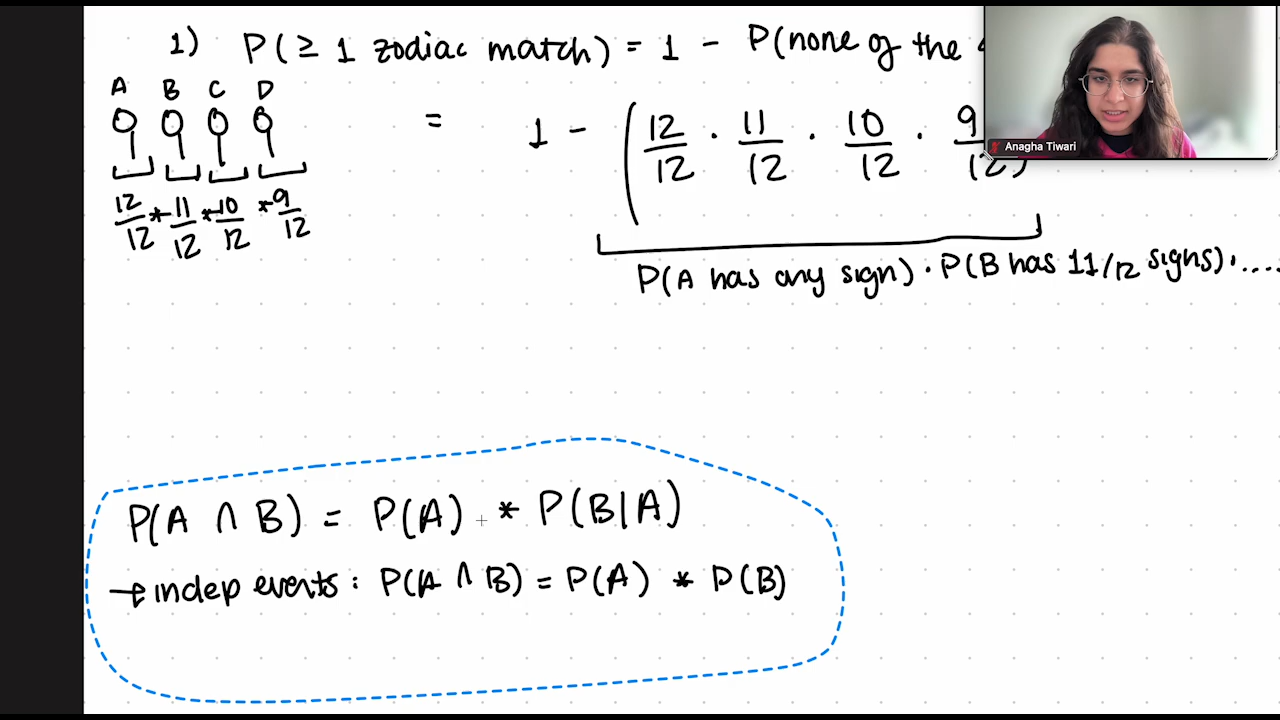 1) P(≥ 1 zodiac match) = 1 - P(none of the
A B C D
= 1 - (12/12 · 11/12 · 10/12 · 9/12)
12/12 * 11/12 * 10/12 * 9/12
P(A has any sign) · P(B has 11/12 signs) · ....
P(A ∩ B) = P(A) * P(B|A)
→ indep events: P(A ∩ B) = P(A) * P(B)
Anagha Tiwari